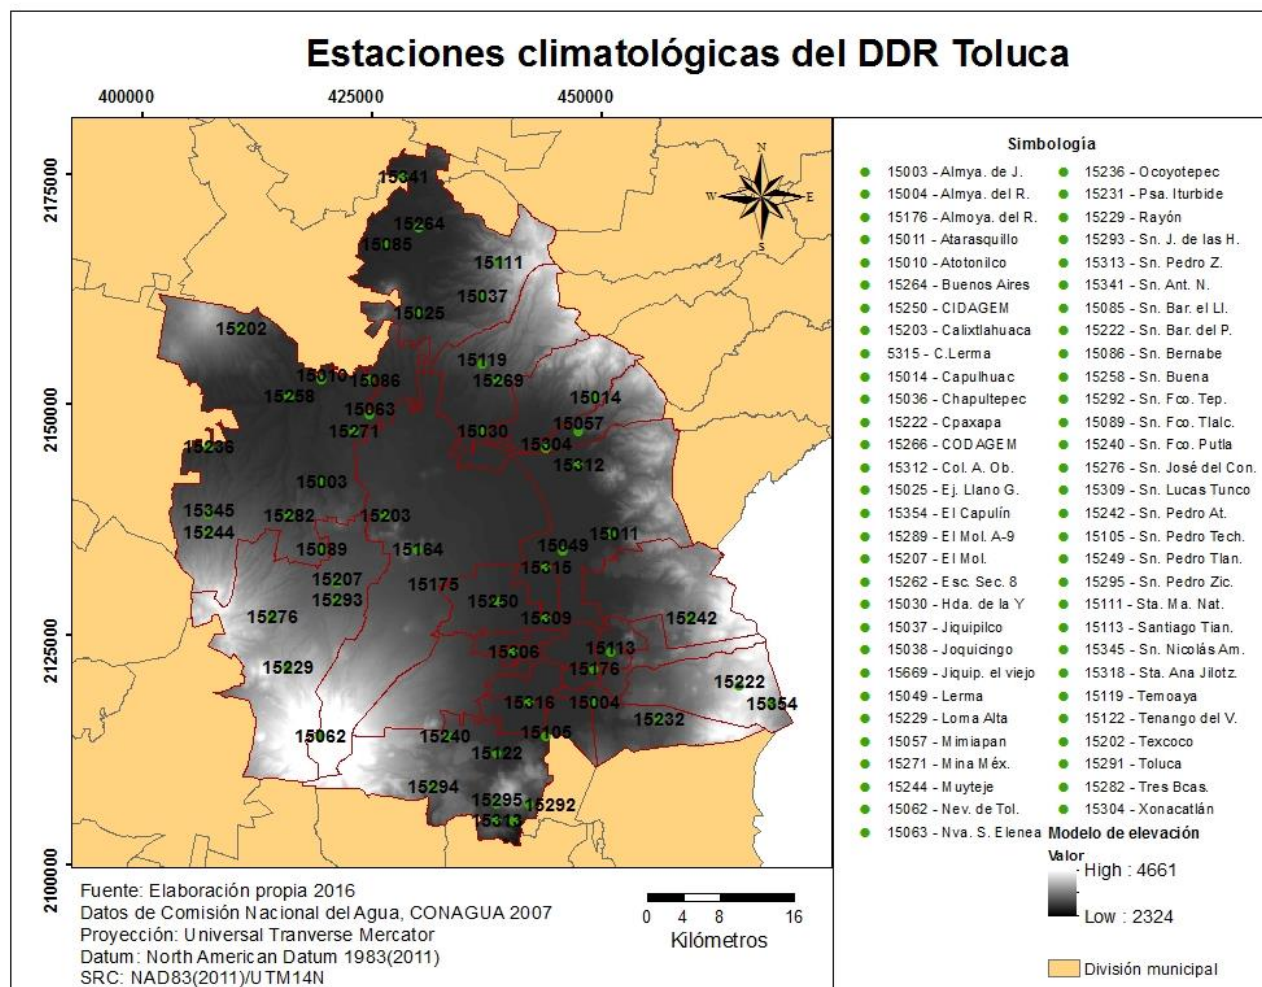 Estaciones climatológicas del DDR Toluca
400000
425000
450000
2175000
2150000
2125000
2100000
N
W
E
S
15341
15264
15085
15111
15037
15025
15202
15119
15010
15086
15269
15258
15014
15063
15057
15271
15030
15304
15236
15312
15003
15345
15282
15203
15244
15011
15089
15164
15049
15315
15207
15175
15293
15250
15276
15309
15242
15306
15113
15229
15176
15222
15316
15004
15354
15232
15062
15240
15105
15122
15294
15295
15292
15313
Simbología
15003 - Almya. de J.
15004 - Almya. del R.
15176 - Almoya. del R.
15011 - Atarasquillo
15010 - Atotonilco
15264 - Buenos Aires
15250 - CIDAGEM
15203 - Calixtlahuaca
5315 - C.Lerma
15014 - Capulhuac
15036 - Chapultepec
15222 - Cpaxapa
15266 - CODAGEM
15312 - Col. A. Ob.
15025 - Ej. Llano G.
15354 - El Capulín
15289 - El Mol. A-9
15207 - El Mol.
15262 - Esc. Sec. 8
15030 - Hda. de la Y
15037 - Jiquipilco
15038 - Joquicingo
15669 - Jiquip. el viejo
15049 - Lerma
15229 - Loma Alta
15057 - Mimiapan
15271 - Mina Méx.
15244 - Muyteje
15062 - Nev. de Tol.
15063 - Nva. S. Elenea
15236 - Ocoyotepec
15231 - Psa. Iturbide
15229 - Rayón
15293 - Sn. J. de las H.
15313 - Sn. Pedro Z.
15341 - Sn. Ant. N.
15085 - Sn. Bar. el Ll.
15222 - Sn. Bar. del P.
15086 - Sn. Bernabe
15258 - Sn. Buena
15292 - Sn. Fco. Tep.
15089 - Sn. Fco. Tlalc.
15240 - Sn. Fco. Putla
15276 - Sn. José del Con.
15309 - Sn. Lucas Tunco
15242 - Sn. Pedro At.
15105 - Sn. Pedro Tech.
15249 - Sn. Pedro Tlan.
15295 - Sn. Pedro Zic.
15111 - Sta. Ma. Nat.
15113 - Santiago Tian.
15345 - Sn. Nicolás Am.
15318 - Sta. Ana Jilotz.
15119 - Temoaya
15122 - Tenango del V.
15202 - Texcoco
15291 - Toluca
15282 - Tres Bcas.
15304 - Xonacatlán
Modelo de elevación
Valor
High : 4661
Low : 2324
División municipal
Fuente: Elaboración propia 2016
Datos de Comisión Nacional del Agua, CONAGUA 2007
Proyección: Universal Tranverse Mercator
Datum: North American Datum 1983(2011)
SRC: NAD83(2011)/UTM14N
0 4 8 16
Kilómetros